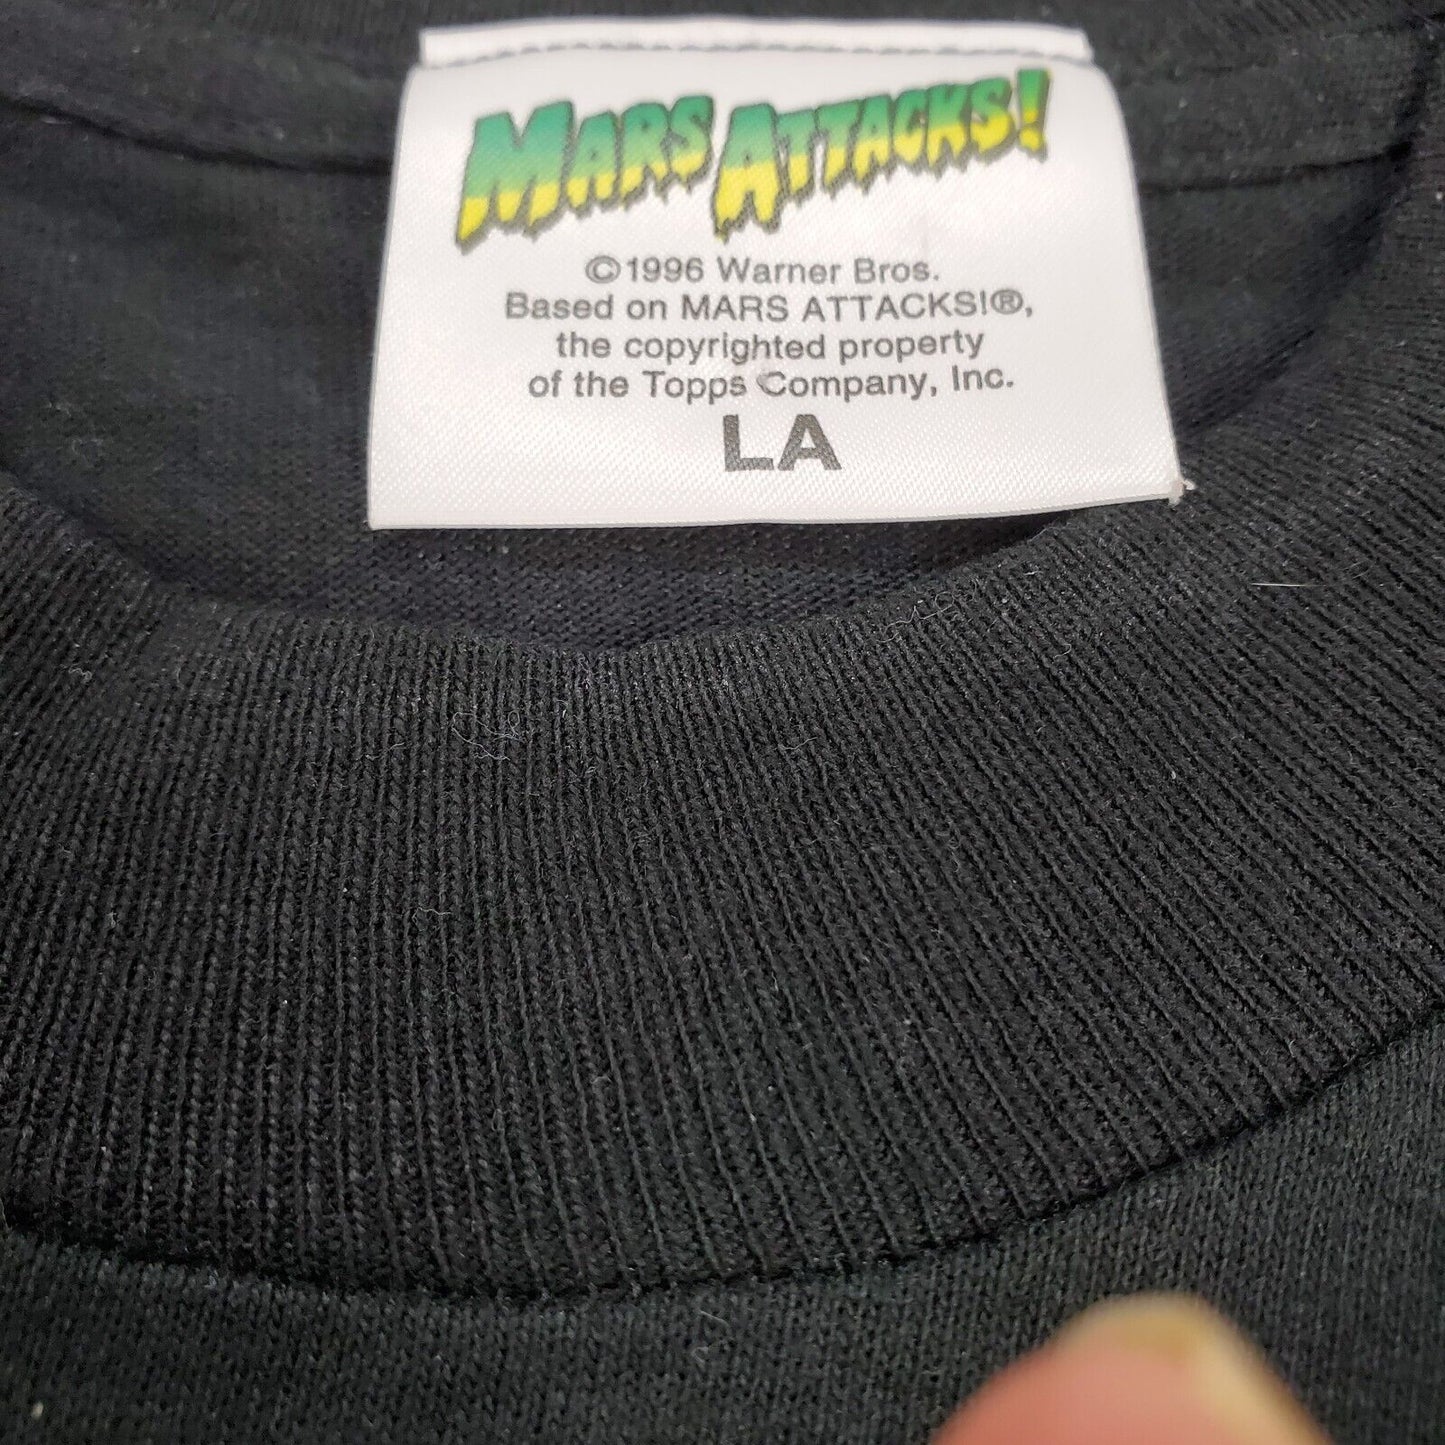 MARS ATTACKS!
©1996 Warner Bros.
Based on MARS ATTACKS!®,
the copyrighted property
of the Topps Company, Inc.
LA